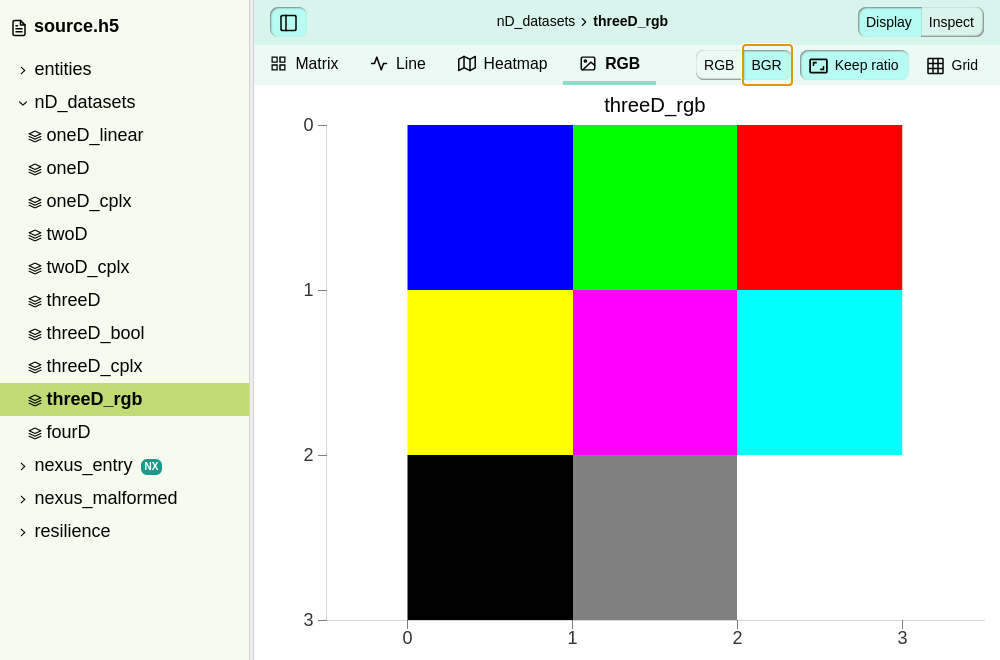 source.h5
entities
nD_datasets
oneD_linear
oneD
oneD_cplx
twoD
twoD_cplx
threeD
threeD_bool
threeD_cplx
threeD_rgb
fourD
nexus_entry NX
nexus_malformed
resilience
nD_datasets > threeD_rgb
Display Inspect
Matrix Line Heatmap RGB RGB BGR Keep ratio Grid
threeD_rgb
0
1
2
3
0 1 2 3